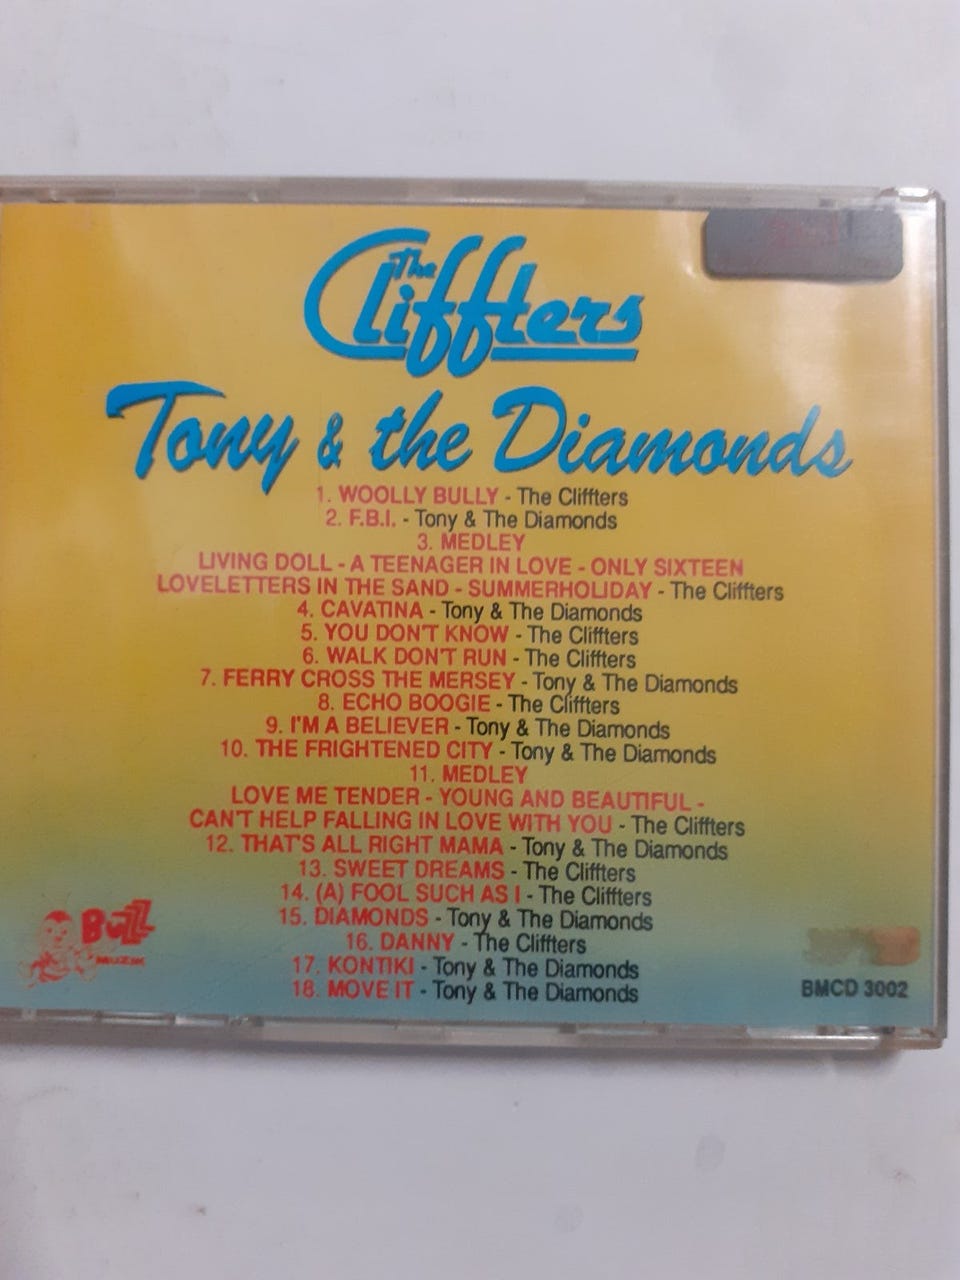 The Cliffters
Tony & the Diamonds
1. WOOLLY BULLY - The Cliffters
2. F.B.I. - Tony & The Diamonds
3. MEDLEY
LIVING DOLL - A TEENAGER IN LOVE - ONLY SIXTEEN
LOVELETTERS IN THE SAND - SUMMERHOLIDAY - The Cliffters
4. CAVATINA - Tony & The Diamonds
5. YOU DON'T KNOW - The Cliffters
6. WALK DON'T RUN - The Cliffters
7. FERRY CROSS THE MERSEY - Tony & The Diamonds
8. ECHO BOOGIE - The Cliffters
9. I'M A BELIEVER - Tony & The Diamonds
10. THE FRIGHTENED CITY - Tony & The Diamonds
11. MEDLEY
LOVE ME TENDER - YOUNG AND BEAUTIFUL -
CAN'T HELP FALLING IN LOVE WITH YOU - The Cliffters
12. THAT'S ALL RIGHT MAMA - Tony & The Diamonds
13. SWEET DREAMS - The Cliffters
14. (A) FOOL SUCH AS I - The Cliffters
15. DIAMONDS - Tony & The Diamonds
16. DANNY - The Cliffters
17. KONTIKI - Tony & The Diamonds
18. MOVE IT - Tony & The Diamonds
BUZZ
MUZIK
BMCD 3002